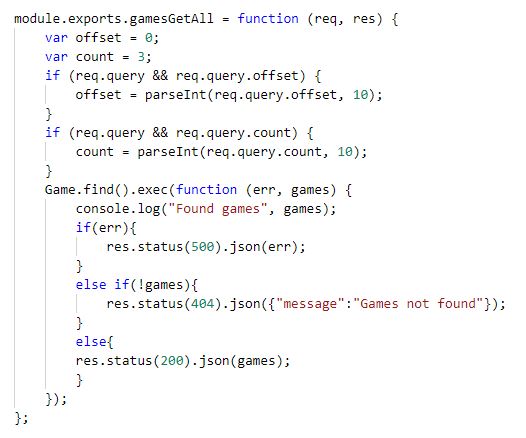 module.exports.gamesGetAll = function (req, res) {
    var offset = 0;
    var count = 3;
    if (req.query && req.query.offset) {
        offset = parseInt(req.query.offset, 10);
    }
    if (req.query && req.query.count) {
        count = parseInt(req.query.count, 10);
    }
    Game.find().exec(function (err, games) {
        console.log("Found games", games);
        if(err){
            res.status(500).json(err);
        }
        else if(!games){
            res.status(404).json({"message":"Games not found"});
        }
        else{
        res.status(200).json(games);
        }
    });
};